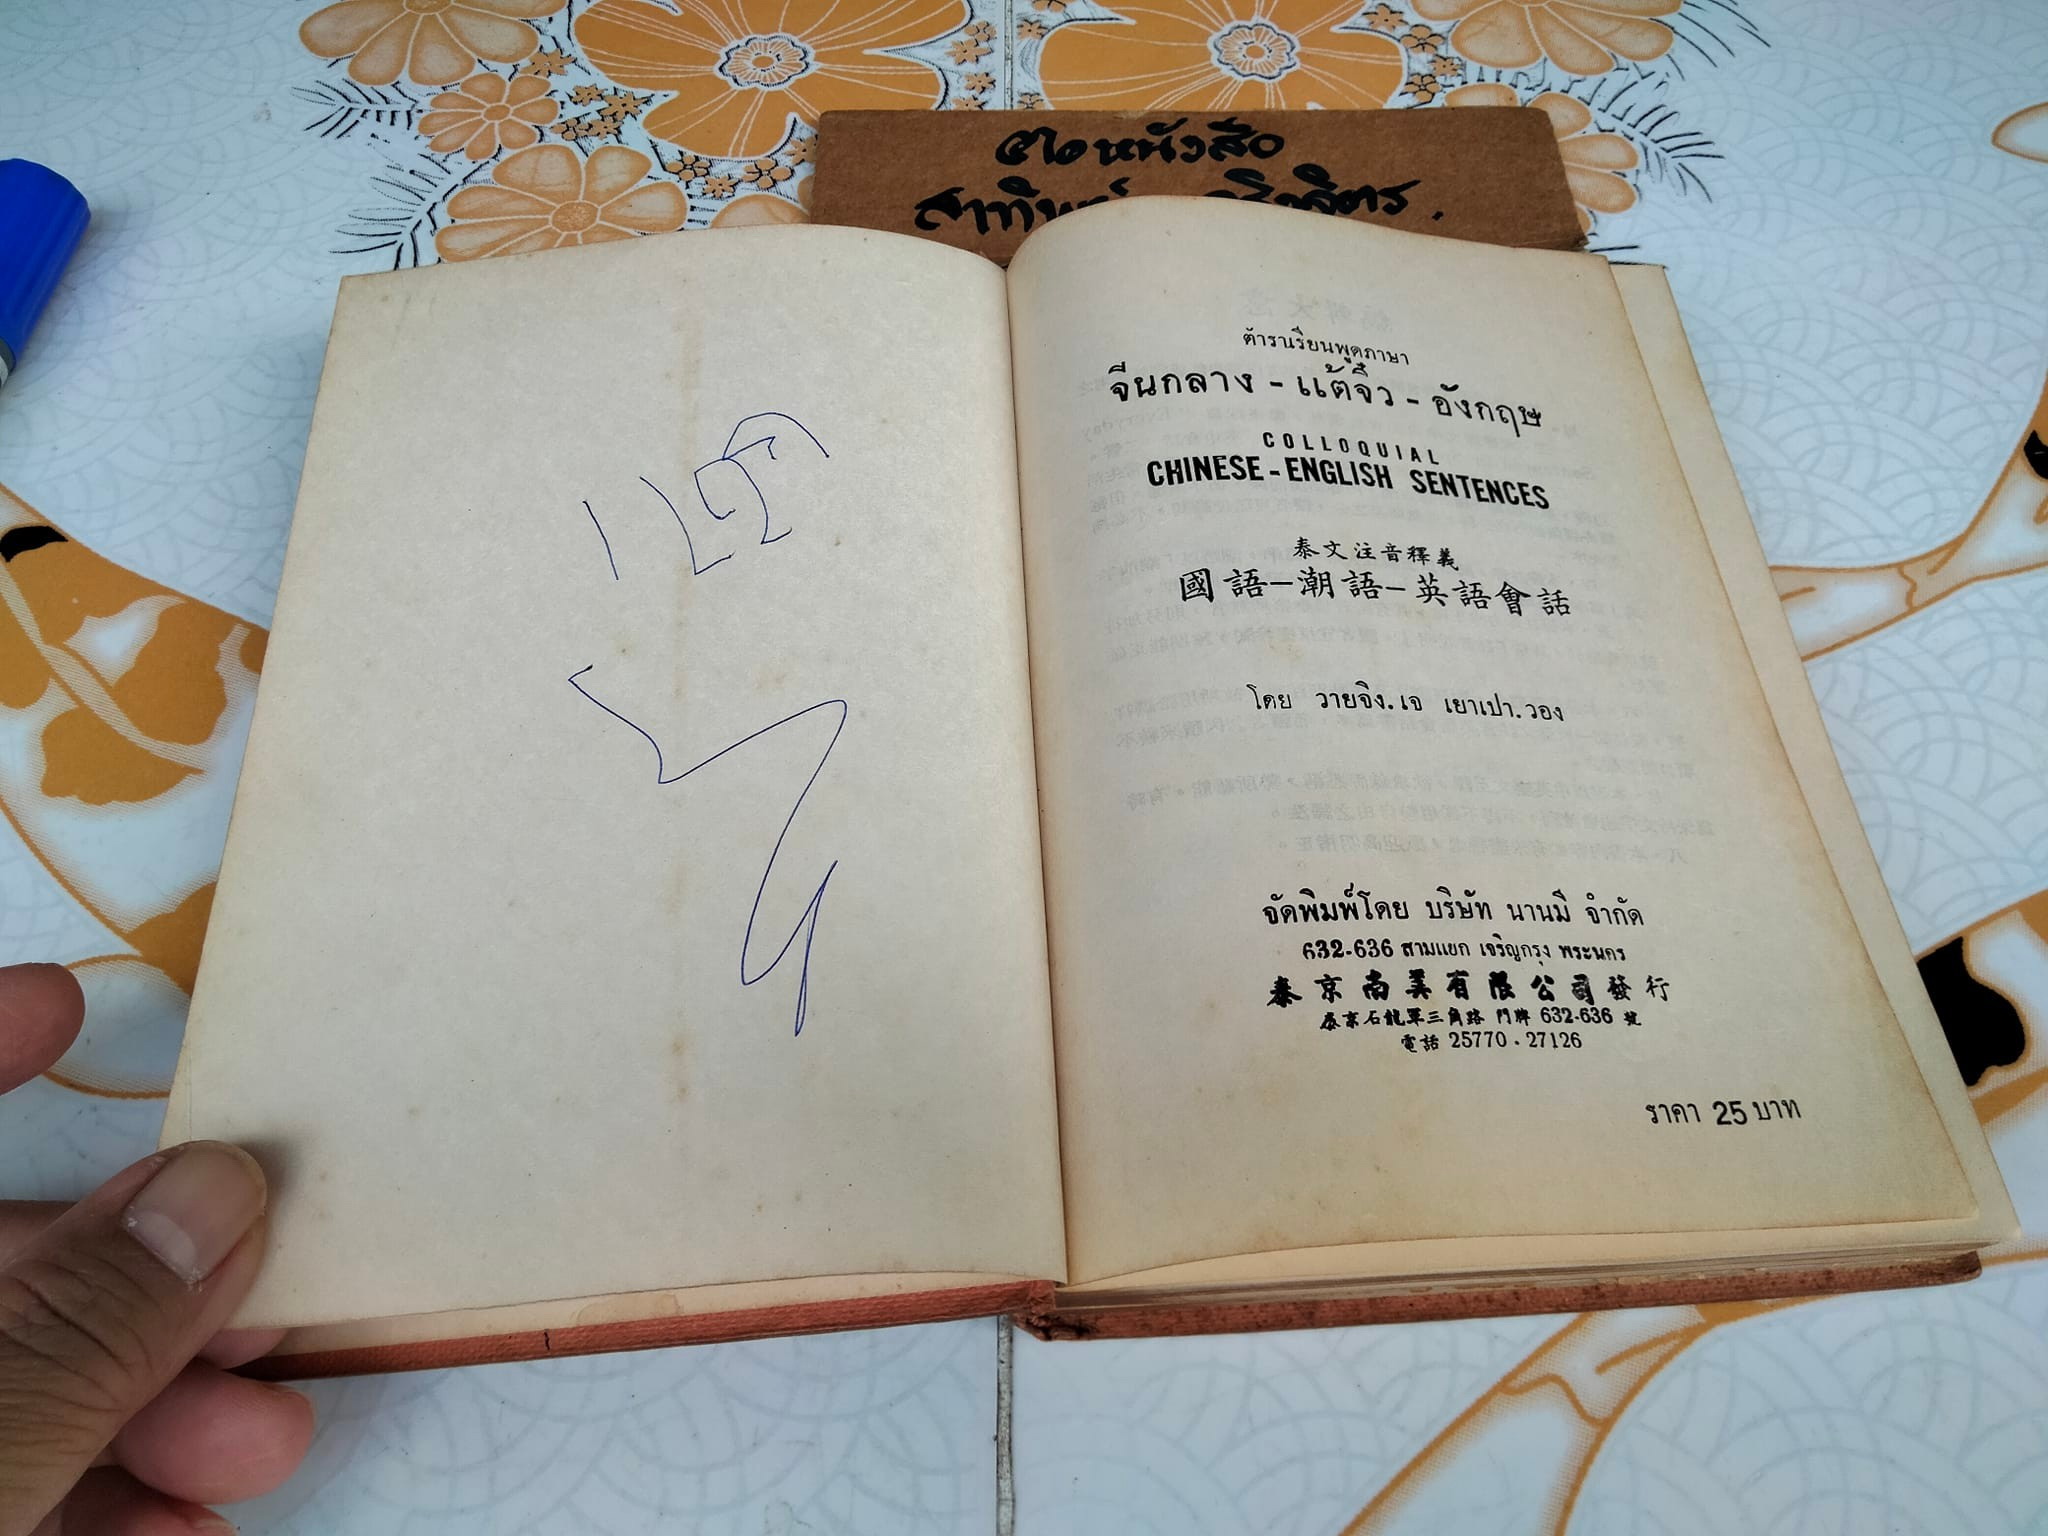 หนังสือ
ตำราเรียนพูดภาษา
จีนกลาง - แต้จิ๋ว - อังกฤษ
COLLOQUIAL
CHINESE - ENGLISH SENTENCES
泰文注音釋義
國語–潮語–英語會話
โดย วายจิง.เจ เยาเปา.วอง
จัดพิมพ์โดย บริษัท นานมี จำกัด
632-636 สามแยก เจริญกรุง พระนคร
泰京南美有限公司發行
泰京石龍軍三角路 門牌 632-636 號
電話 25770 . 27126
ราคา 25 บาท